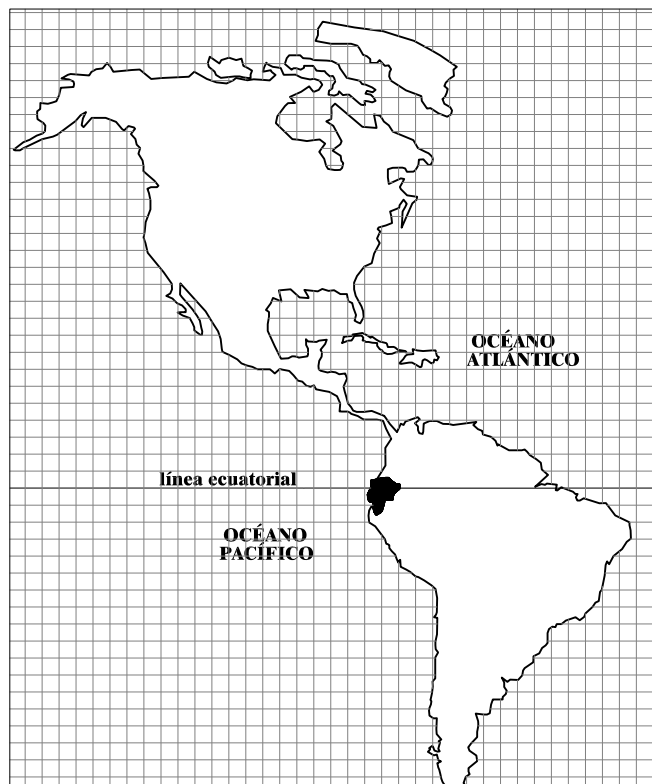 OCÉANO
ATLÁNTICO
línea ecuatorial
OCÉANO
PACÍFICO